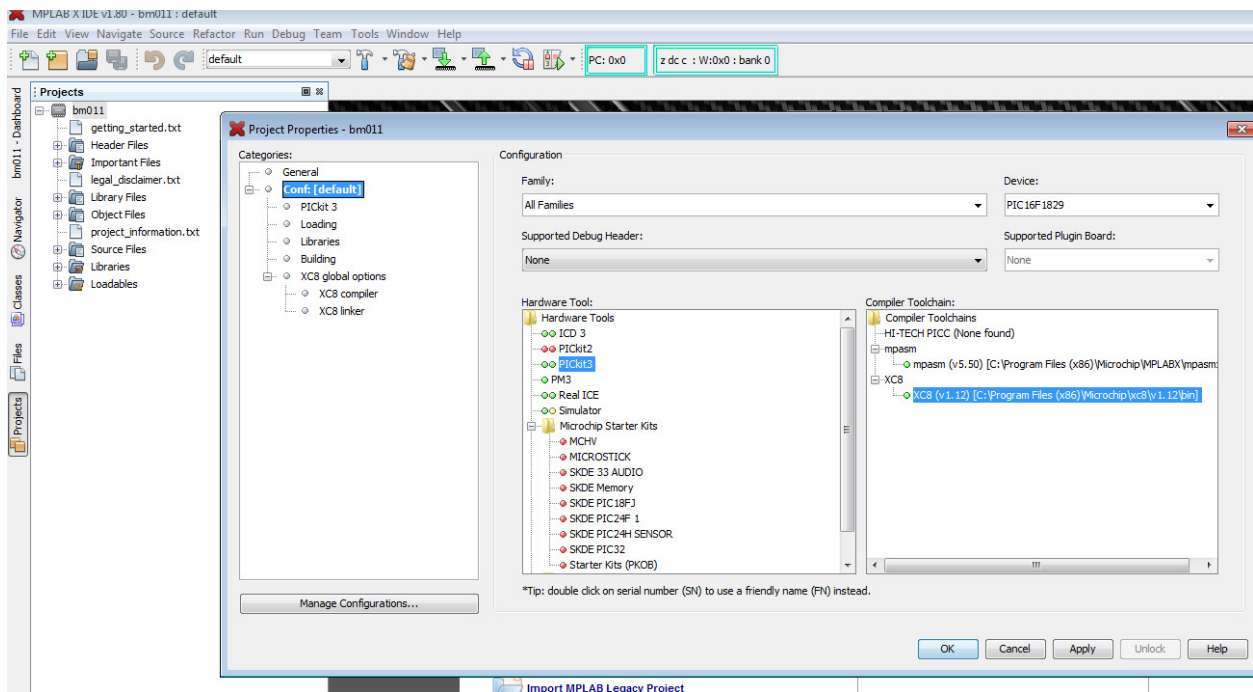 MPLAB X IDE v1.80 - bm011 : default
File Edit View Navigate Source Refactor Run Debug Team Tools Window Help
default
PC: 0x0
z dc c : W:0x0 : bank 0
bm011 - Dashboard
Navigator
Classes
Files
Projects
Projects
bm011
getting_started.txt
Header Files
Important Files
legal_disclaimer.txt
Library Files
Object Files
project_information.txt
Source Files
Libraries
Loadables
Project Properties - bm011
Categories:
General
Conf: [default]
PICkit 3
Loading
Libraries
Building
XC8 global options
XC8 compiler
XC8 linker
Manage Configurations...
Configuration
Family:
All Families
Device:
PIC16F1829
Supported Debug Header:
None
Supported Plugin Board:
None
Hardware Tool:
Hardware Tools
ICD 3
PICkit2
PICkit3
PM3
Real ICE
Simulator
Microchip Starter Kits
MCHV
MICROSTICK
SKDE 33 AUDIO
SKDE Memory
SKDE PIC18FJ
SKDE PIC24F 1
SKDE PIC24H SENSOR
SKDE PIC32
Starter Kits (PKOB)
Compiler Toolchain:
Compiler Toolchains
HI-TECH PICC (None found)
mpasm
mpasm (v5.50) [C:\Program Files (x86)\Microchip\MPLABX\mpasm
XC8
XC8 (v1.12) [C:\Program Files (x86)\Microchip\xc8\v1.12\bin]
*Tip: double click on serial number (SN) to use a friendly name (FN) instead.
OK
Cancel
Apply
Unlock
Help
Import MPLAB Legacy Project